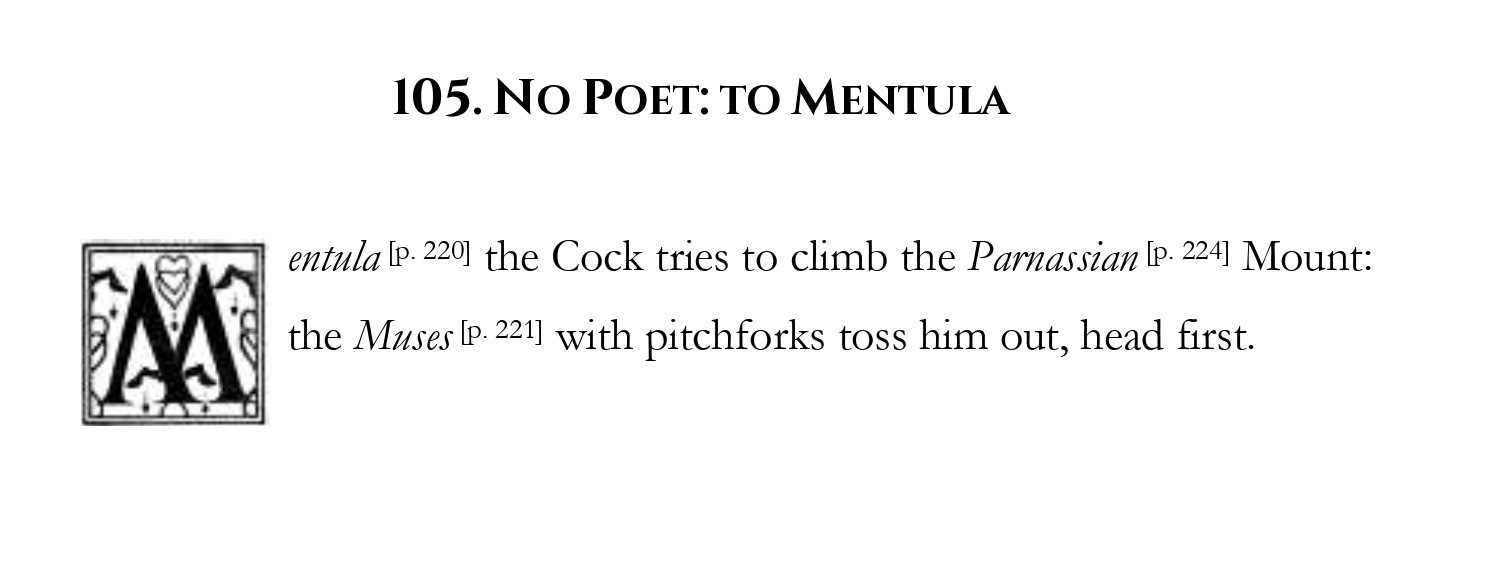 105. No Poet: to Mentula
Mentula [p. 220] the Cock tries to climb the Parnassian [p. 224] Mount:
the Muses [p. 221] with pitchforks toss him out, head first.